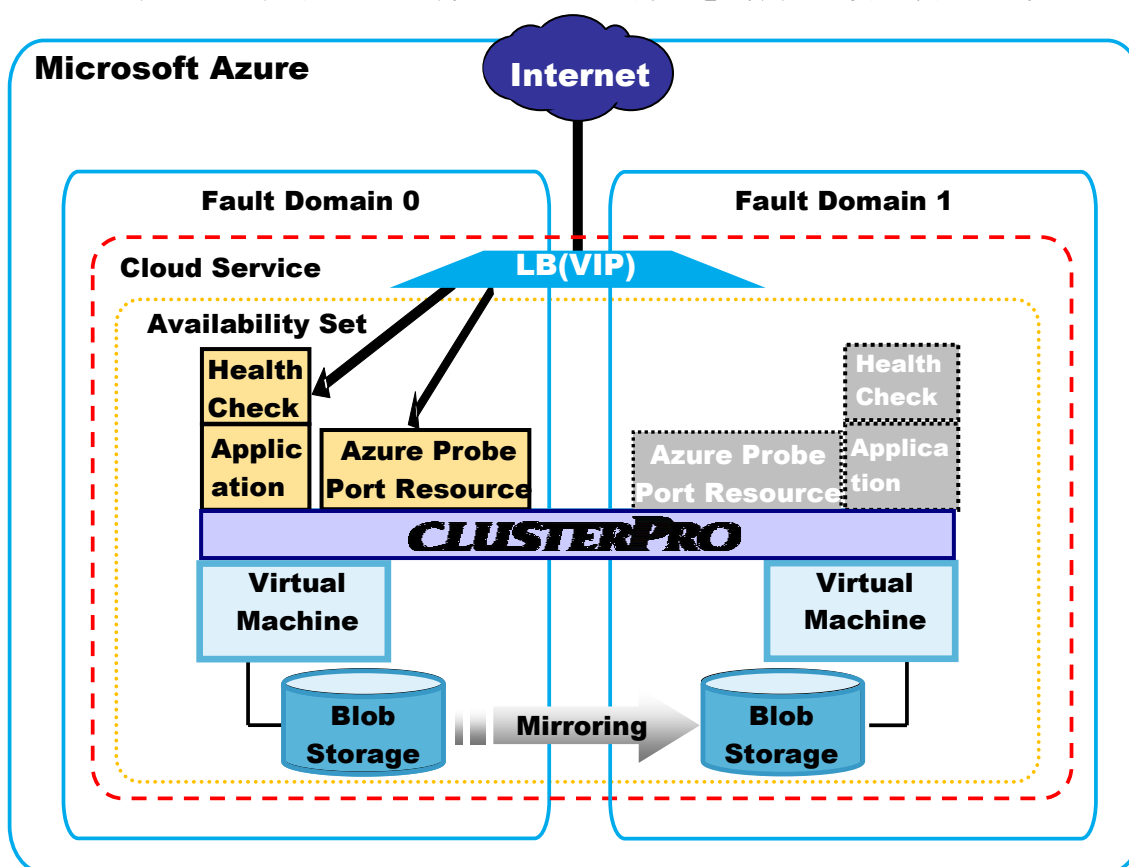 Internet
Microsoft Azure
Fault Domain 0
Fault Domain 1
LB(VIP)
Cloud Service
Availability Set
Health
Check
Applic
ation
Azure Probe
Port Resource
Health
Check
Azure Probe
Port Resource
Applica
tion
CLUSTERPRO
Virtual
Machine
Virtual
Machine
Blob
Storage
Mirroring
Blob
Storage